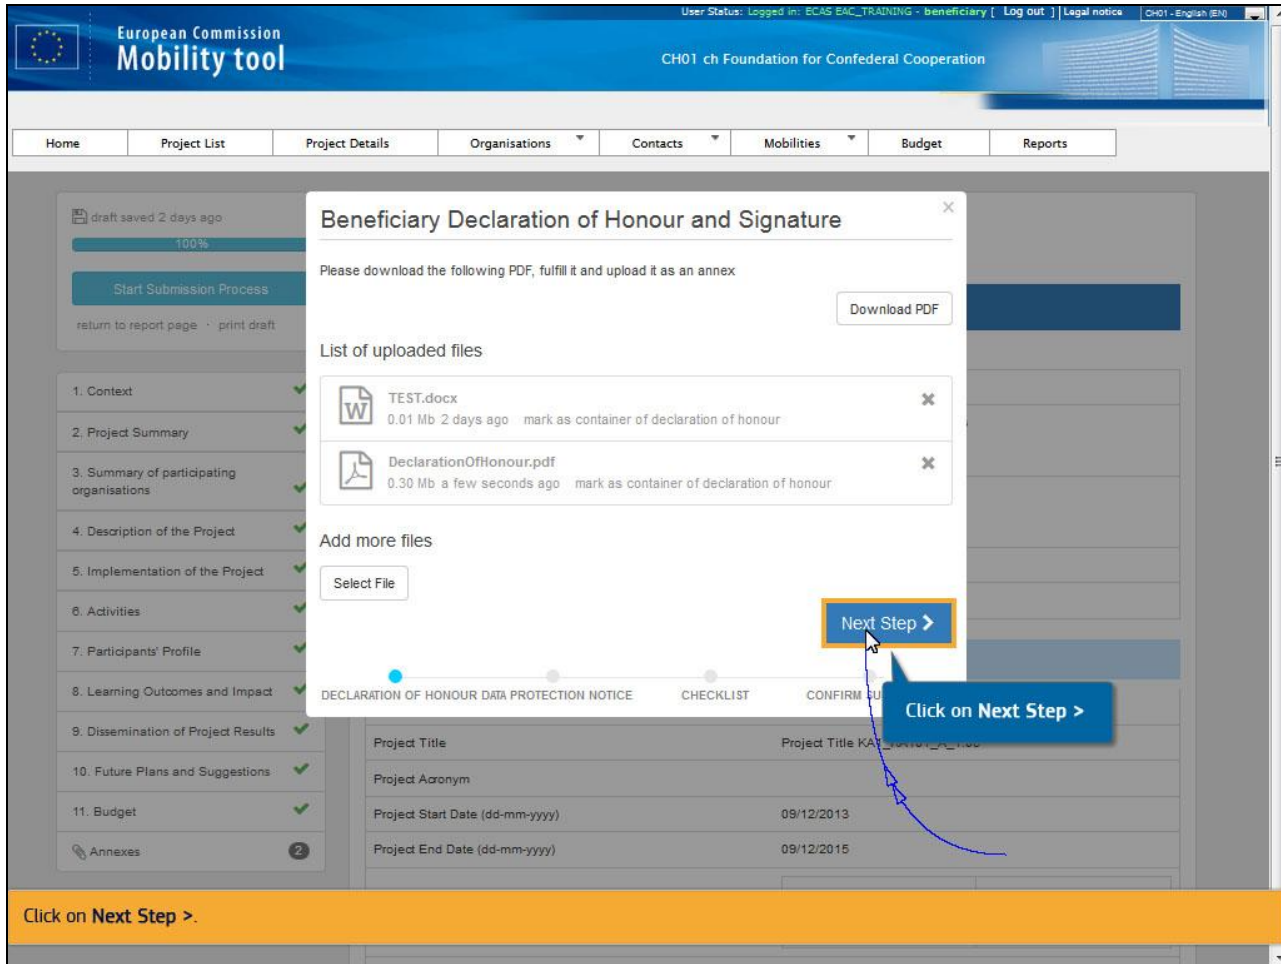 User Status: Logged in: ECAS EAC_TRAINING - beneficiary [ Log out ] | Legal notice CH01 - English (EN)
European Commission
Mobility tool
CH01 ch Foundation for Confederal Cooperation
Home Project List Project Details Organisations Contacts Mobilities Budget Reports
draft saved 2 days ago
100%
Start Submission Process
return to report page · print draft
1. Context
2. Project Summary
3. Summary of participating
organisations
4. Description of the Project
5. Implementation of the Project
6. Activities
7. Participants' Profile
8. Learning Outcomes and Impact
9. Dissemination of Project Results
10. Future Plans and Suggestions
11. Budget
Annexes 2
Beneficiary Declaration of Honour and Signature
Please download the following PDF, fulfill it and upload it as an annex
Download PDF
List of uploaded files
TEST.docx
0.01 Mb 2 days ago mark as container of declaration of honour
DeclarationOfHonour.pdf
0.30 Mb a few seconds ago mark as container of declaration of honour
Add more files
Select File
Next Step >
DECLARATION OF HONOUR DATA PROTECTION NOTICE CHECKLIST CONFIRM SU
Click on Next Step >
Project Title Project Title
Project Acronym
Project Start Date (dd-mm-yyyy) 09/12/2013
Project End Date (dd-mm-yyyy) 09/12/2015
Click on Next Step >.